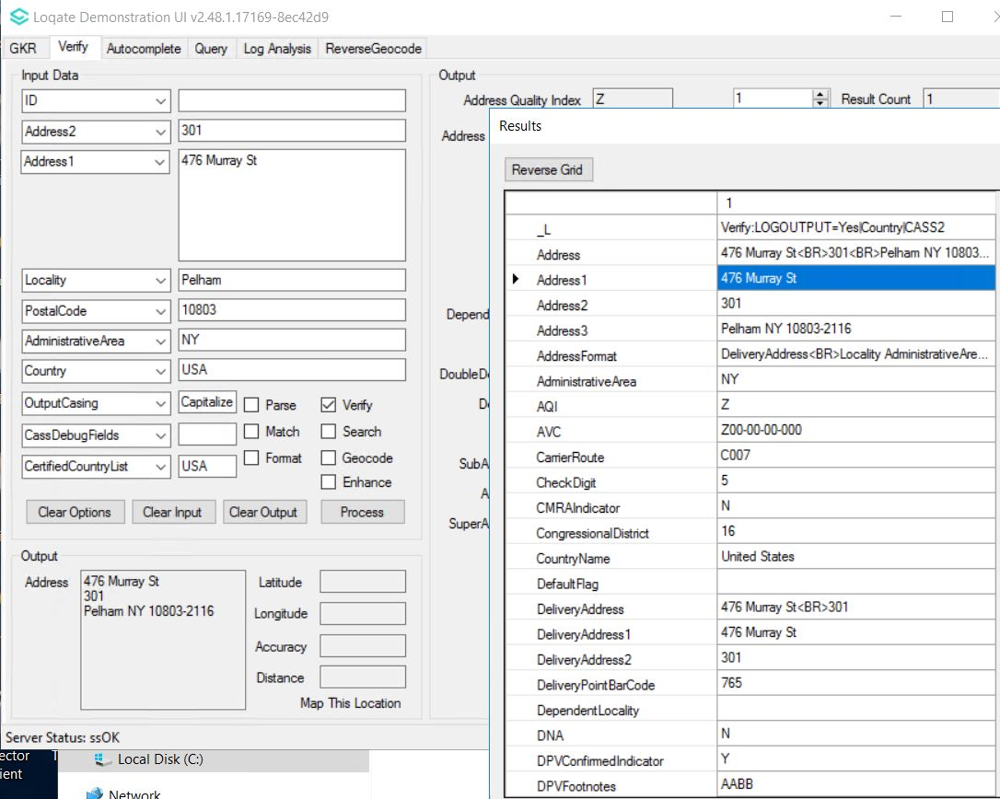 Loqate Demonstration UI v2.48.1.17169-8ec42d9
GKR Verify Autocomplete Query Log Analysis ReverseGeocode
Input Data
ID
Address2 301
Address1 476 Murray St
Locality Pelham
PostalCode 10803
AdministrativeArea NY
Country USA
OutputCasing Capitalize Parse Verify
CassDebugFields Match Search
CertifiedCountryList USA Format Geocode
Enhance
Clear Options Clear Input Clear Output Process
Output
Address 476 Murray St
301
Pelham NY 10803-2116
Latitude
Longitude
Accuracy
Distance
Map This Location
Server Status: ssOK
ector T
ient
Local Disk (C:)
Network
Output
Address Quality Index Z 1 Result Count 1
Address
Depend
DoubleDe
De
SubA
A
SuperA
Results
Reverse Grid
1
_L Verify:LOGOUTPUT=Yes|Country|CASS2
Address 476 Murray St<BR>301<BR>Pelham NY 10803...
Address1 476 Murray St
Address2 301
Address3 Pelham NY 10803-2116
AddressFormat DeliveryAddress<BR>Locality AdministrativeAre...
AdministrativeArea NY
AQI Z
AVC Z00-00-00-000
CarrierRoute C007
CheckDigit 5
CMRAIndicator N
CongressionalDistrict 16
CountryName United States
DefaultFlag
DeliveryAddress 476 Murray St<BR>301
DeliveryAddress1 476 Murray St
DeliveryAddress2 301
DeliveryPointBarCode 765
DependentLocality
DNA N
DPVConfirmedIndicator Y
DPVFootnotes AABB